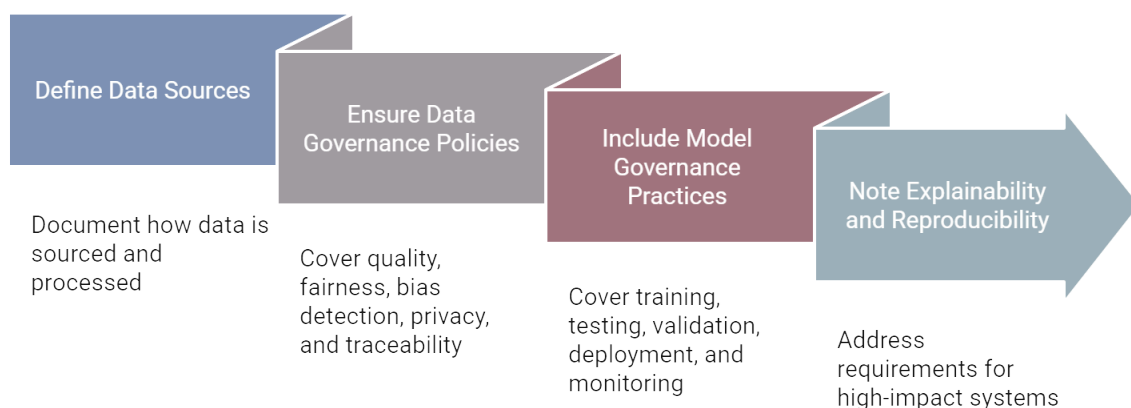 Define Data Sources
Document how data is
sourced and
processed
Ensure Data
Governance Policies
Cover quality,
fairness, bias
detection, privacy,
and traceability
Include Model
Governance
Practices
Cover training,
testing, validation,
deployment, and
monitoring
Note Explainability
and Reproducibility
Address
requirements for
high-impact systems